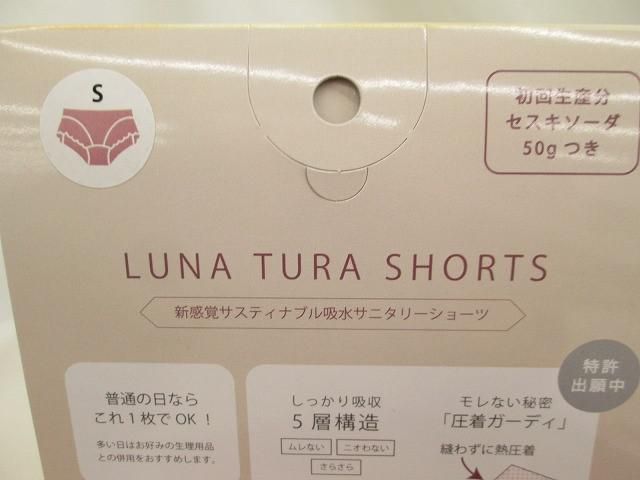 S
初回生産分
セスキソーダ
50gつき
LUNA TURA SHORTS
新感覚サスティナブル吸水サニタリーショーツ
特許
出願中
普通の日なら
これ1枚でOK！
多い日はお好みの生理用品
との併用をおすすめします。
しっかり吸収
5層構造
ムレない
ニオわない
さらさら
モレない秘密
「圧着ガーディ」
縫わずに熱圧着